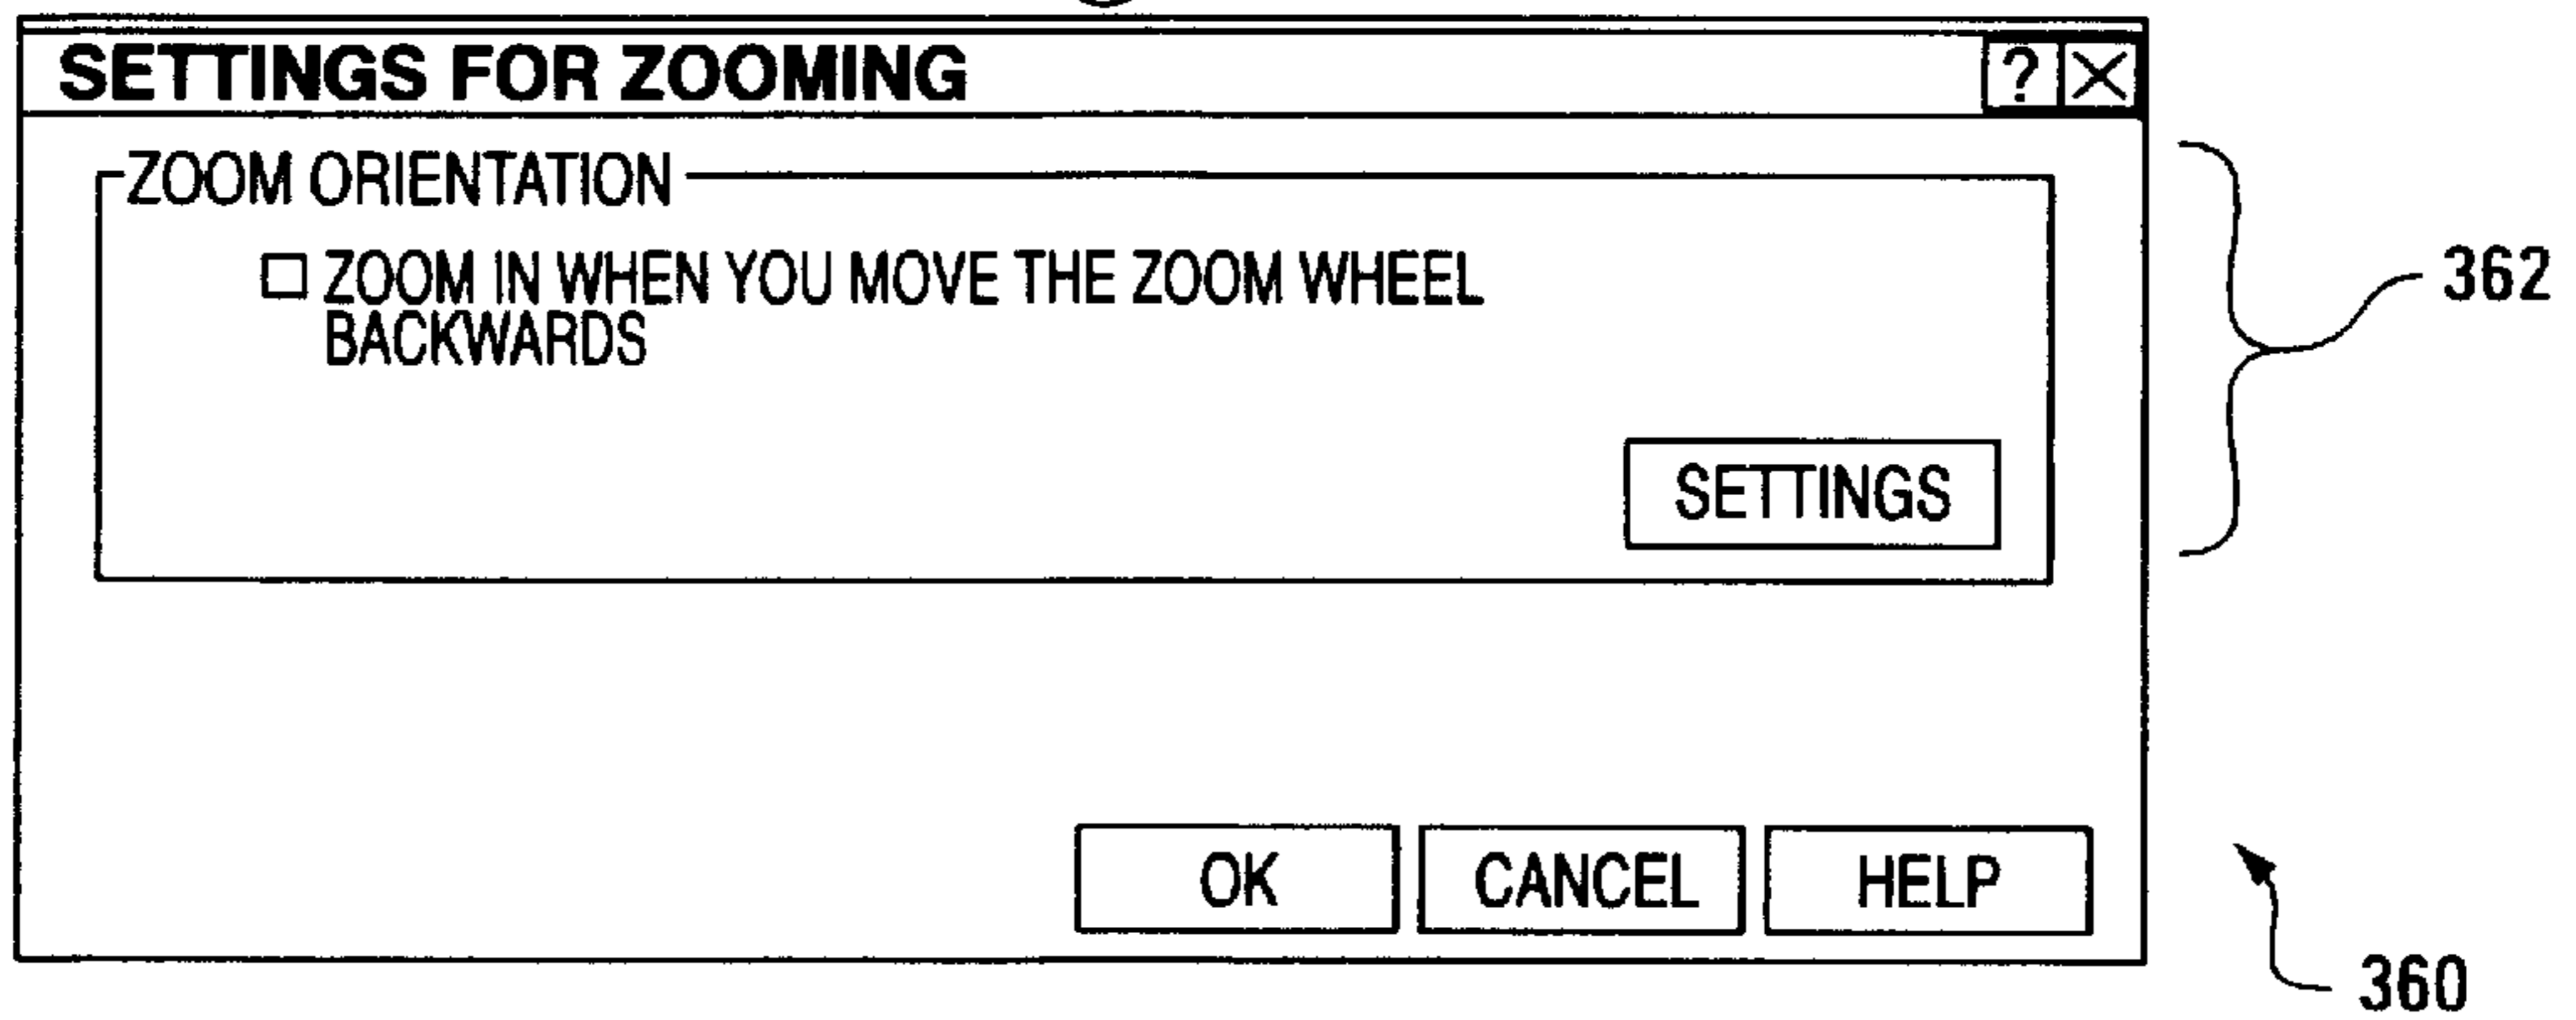 SETTINGS FOR ZOOMING ? X
ZOOM ORIENTATION
ZOOM IN WHEN YOU MOVE THE ZOOM WHEEL
BACKWARDS
362
SETTINGS
OK CANCEL HELP
360